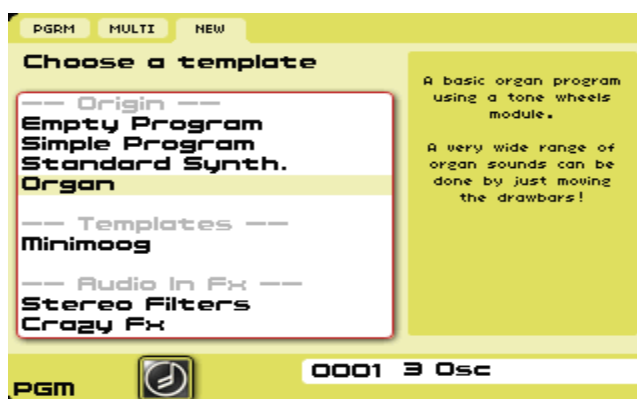 PGRM MULTI NEW
Choose a template
—— Origin ——
Empty Program
Simple Program
Standard Synth.
Organ
—— Templates ——
Minimoog
—— Audio In Fx ——
Stereo Filters
Crazy Fx
A basic organ program
using a tone wheels
module.
A very wide range of
organ sounds can be
done by just moving
the drawbars!
PGM
0001 3 Osc